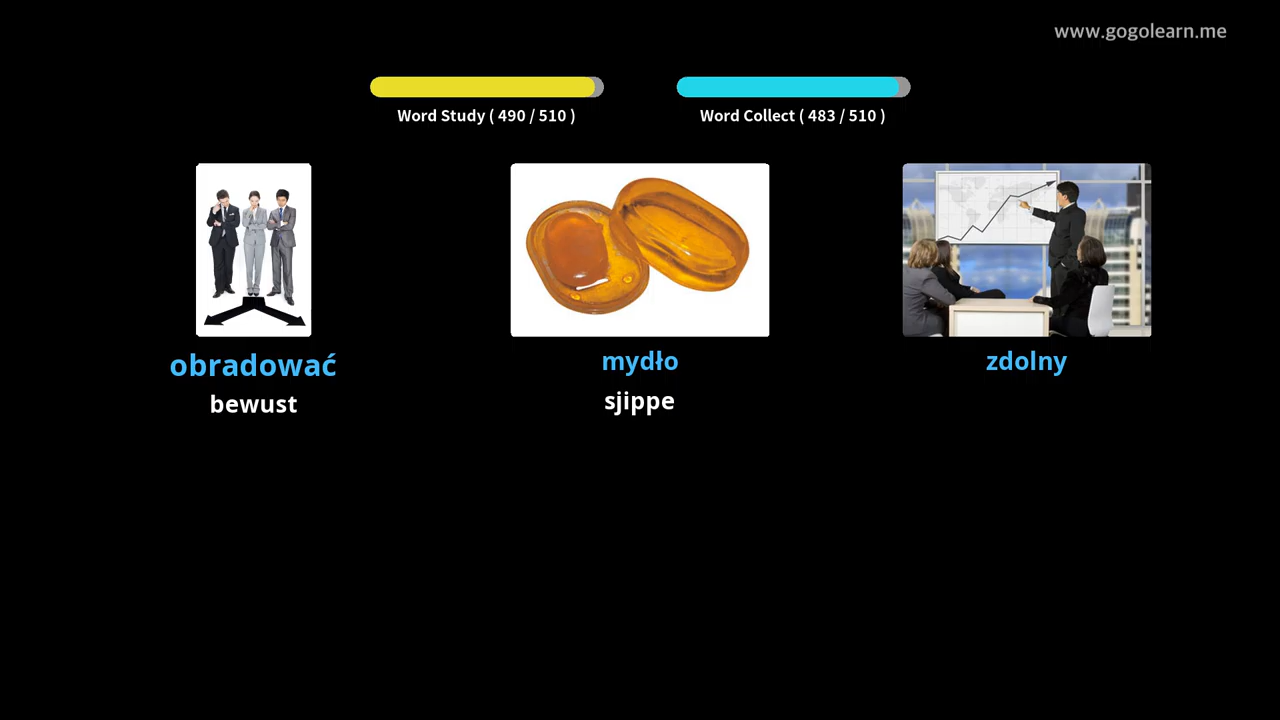 www.gogolearn.me
Word Study ( 490 / 510 )
Word Collect ( 483 / 510 )
obradować
mydło
zdolny
bewust
sjippe